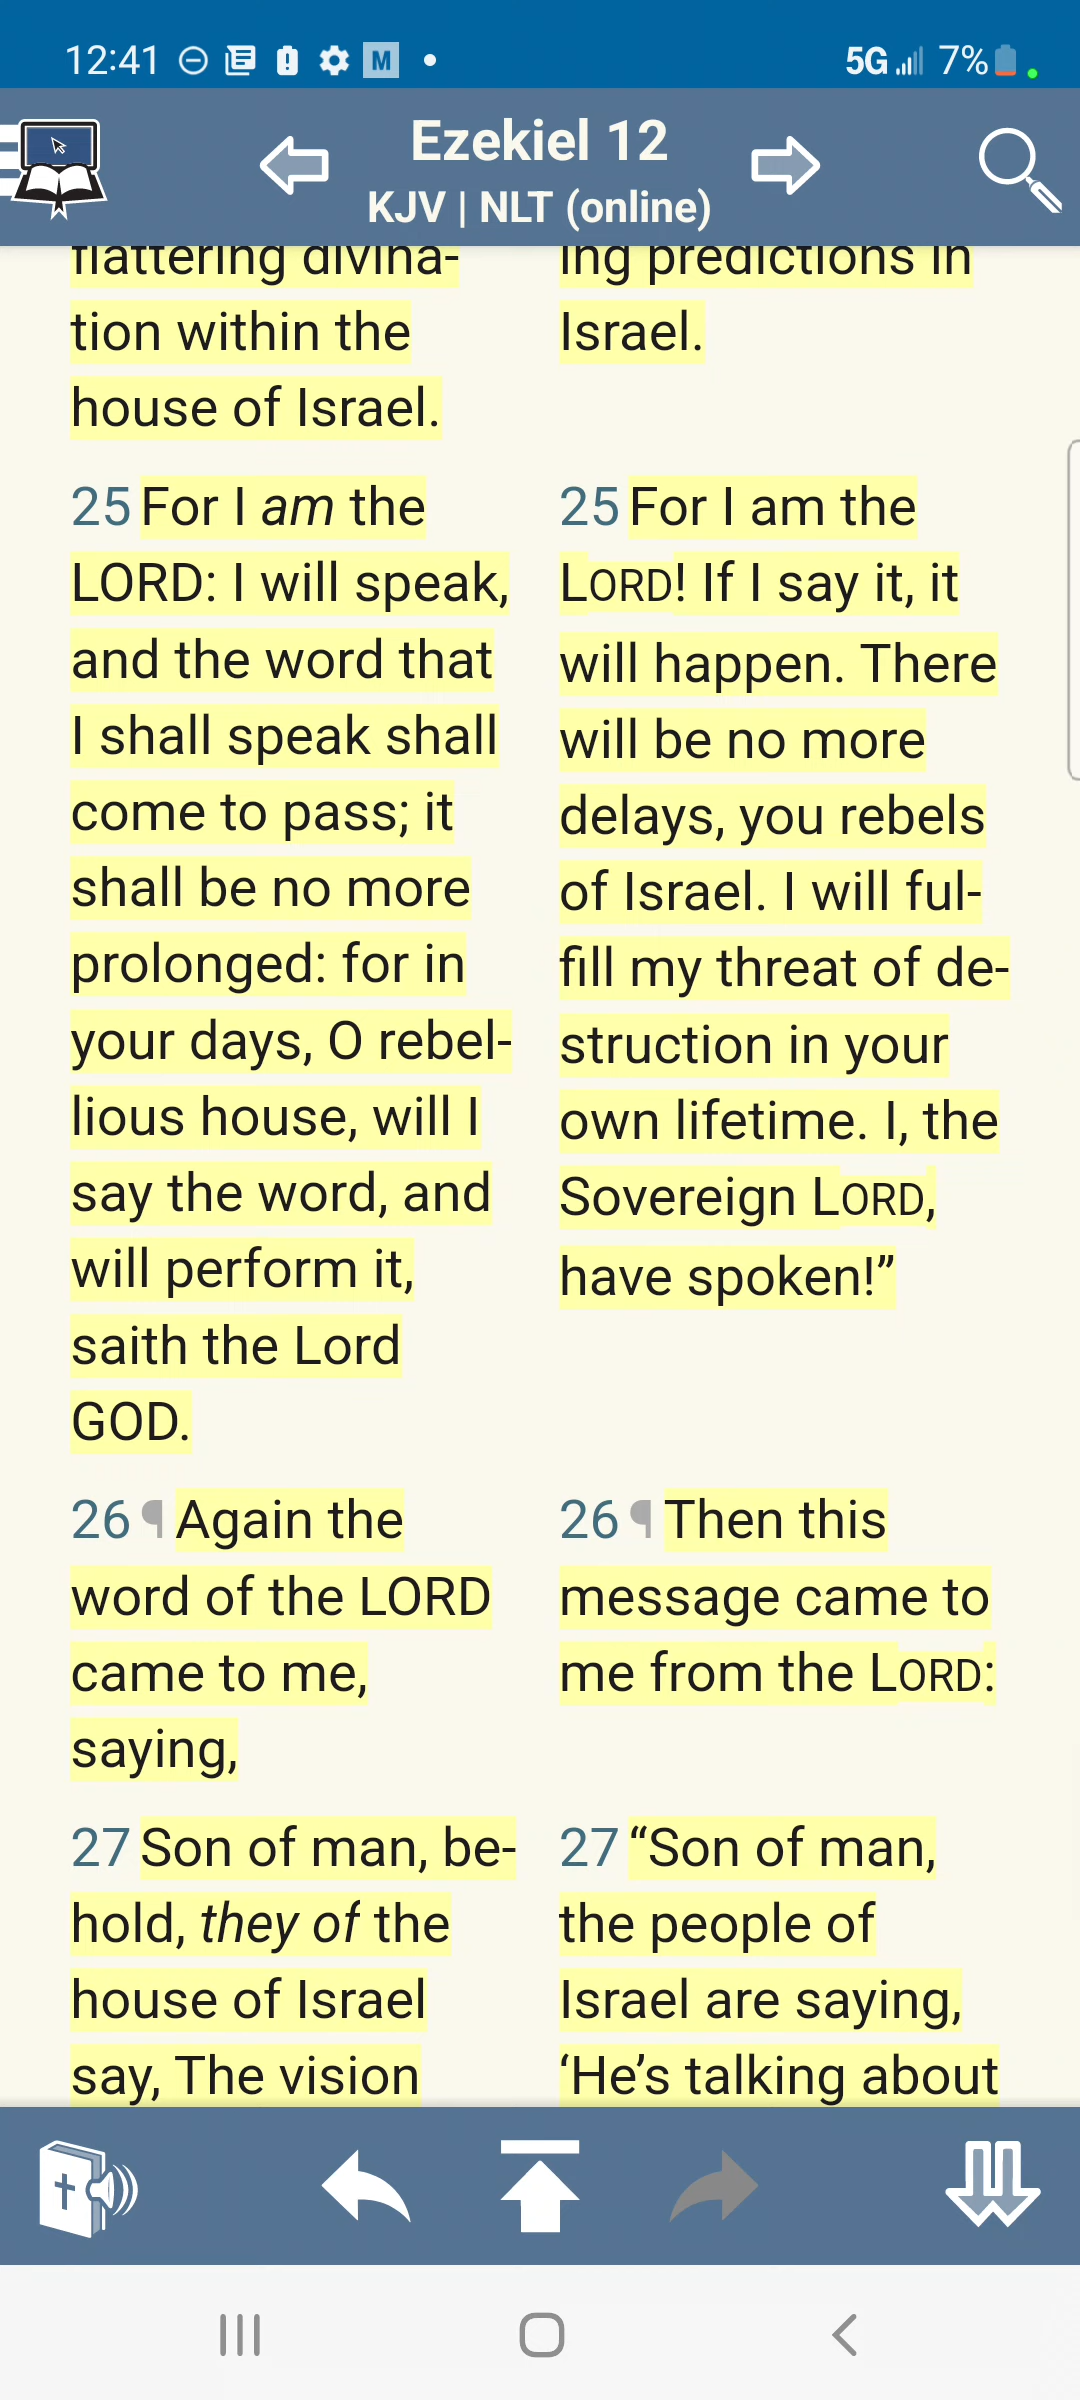 12:41 M 5G 7%
Ezekiel 12
KJV | NLT (online)
flattering divina-
tion within the
house of Israel.
25 For I am the
LORD: I will speak,
and the word that
I shall speak shall
come to pass; it
shall be no more
prolonged: for in
your days, O rebel-
lious house, will I
say the word, and
will perform it,
saith the Lord
GOD.
26 ¶ Again the
word of the LORD
came to me,
saying,
27 Son of man, be-
hold, they of the
house of Israel
say, The vision
ing predictions in
Israel.
25 For I am the
LORD! If I say it, it
will happen. There
will be no more
delays, you rebels
of Israel. I will ful-
fill my threat of de-
struction in your
own lifetime. I, the
Sovereign LORD,
have spoken!”
26 ¶ Then this
message came to
me from the LORD:
27 “Son of man,
the people of
Israel are saying,
‘He’s talking about